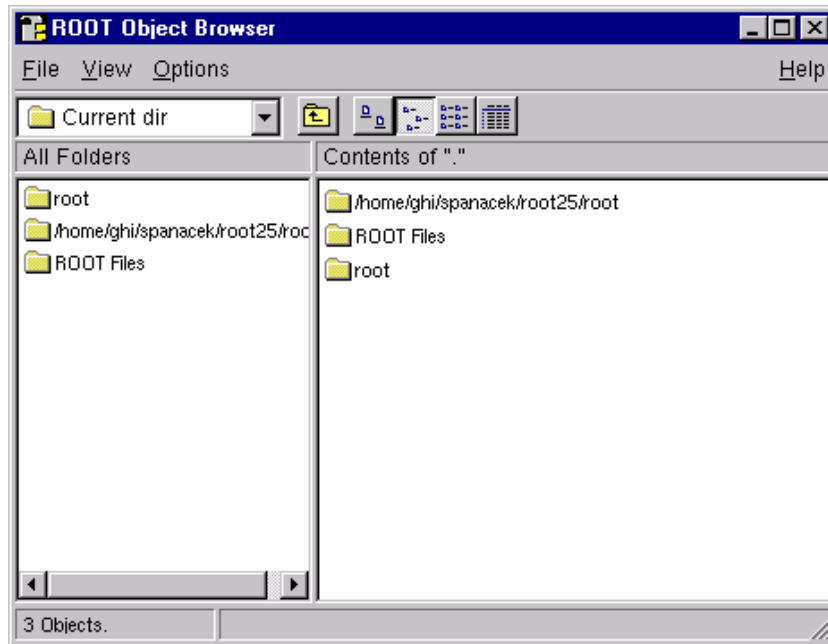 ROOT Object Browser
File View Options Help
Current dir
All Folders
Contents of "."
root
/home/ghi/spanacek/root25/roo
ROOT Files
/home/ghi/spanacek/root25/root
ROOT Files
root
3 Objects.